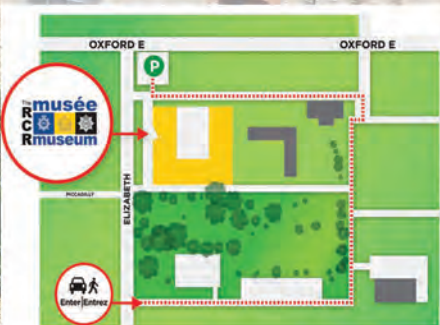 OXFORD E
OXFORD E
P
The musée
RCR museum
PICCADILLY
ELIZABETH
Enter|Entrez